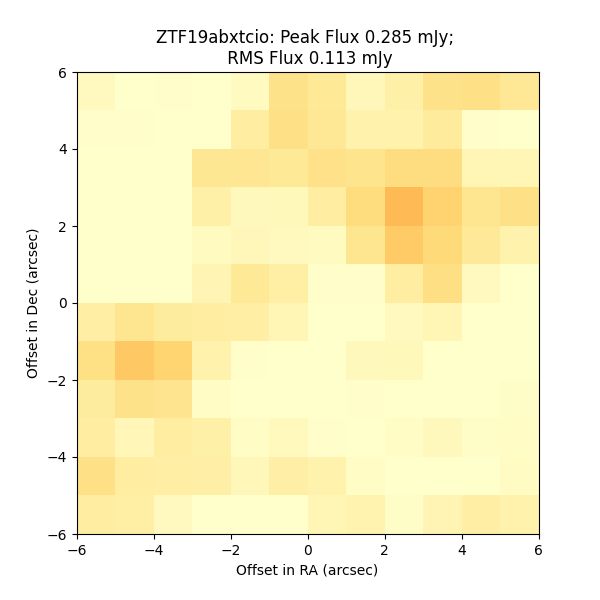 ZTF19abxtcio: Peak Flux 0.285 mJy;
RMS Flux 0.113 mJy
6
4
2
0
−2
−4
−6
Offset in Dec (arcsec)
−6 −4 −2 0 2 4 6
Offset in RA (arcsec)